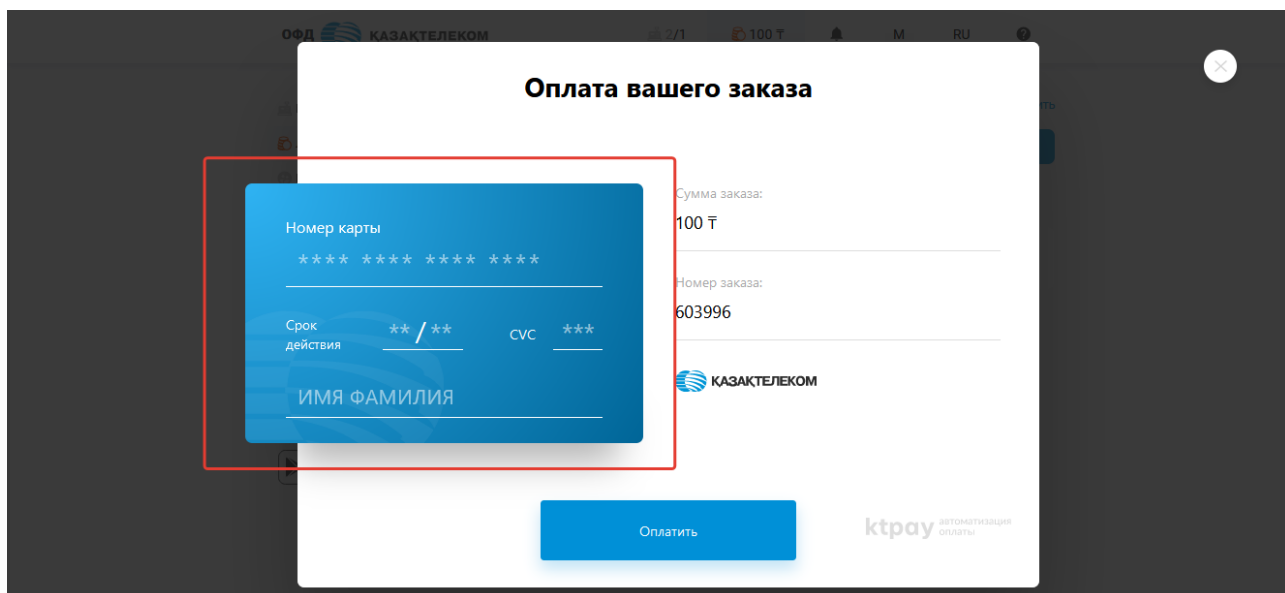 ОФД ҚАЗАҚТЕЛЕКОМ 2/1 100 ₸ M RU ?
Оплата вашего заказа
Номер карты
**** **** **** ****
Срок
действия
** / **
CVC ***
ИМЯ ФАМИЛИЯ
Сумма заказа:
100 ₸
Номер заказа:
603996
ҚАЗАҚТЕЛЕКОМ
Оплатить
ktpay автоматизация
оплаты